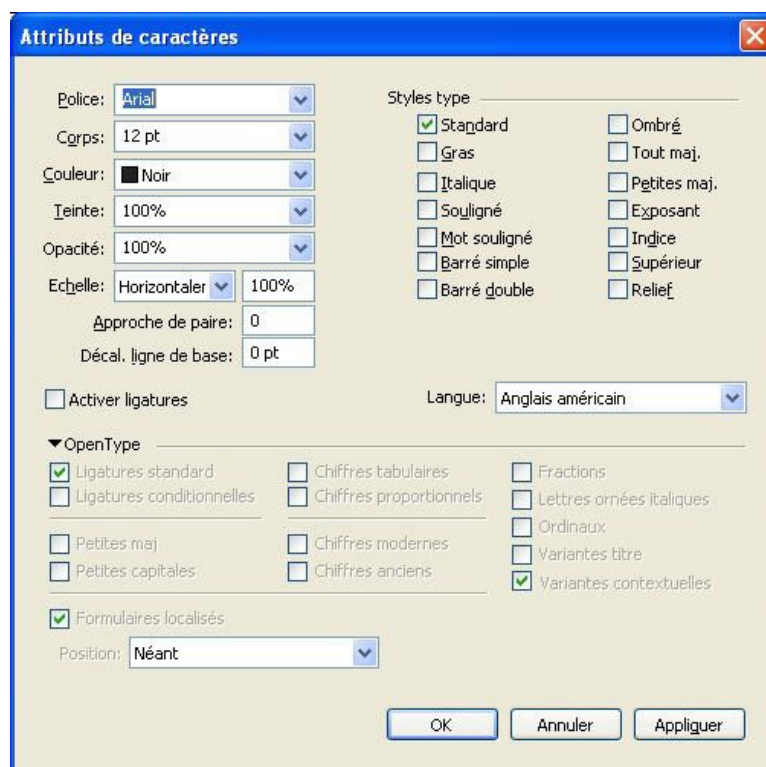 Attributs de caractères
Police: Arial
Corps: 12 pt
Couleur: Noir
Teinte: 100%
Opacité: 100%
Echelle: Horizontaler 100%
Approche de paire: 0
Décal. ligne de base: 0 pt
Styles type
Standard Ombré
Gras Tout maj.
Italique Petites maj.
Souligné Exposant
Mot souligné Indice
Barré simple Supérieur
Barré double Relief
Activer ligatures Langue: Anglais américain
OpenType
Ligatures standard Chiffres tabulaires Fractions
Ligatures conditionnelles Chiffres proportionnels Lettres ornées italiques
Ordinaux
Petites maj Chiffres modernes Variantes titre
Petites capitales Chiffres anciens Variantes contextuelles
Formulaires localisés
Position: Néant
OK Annuler Appliquer